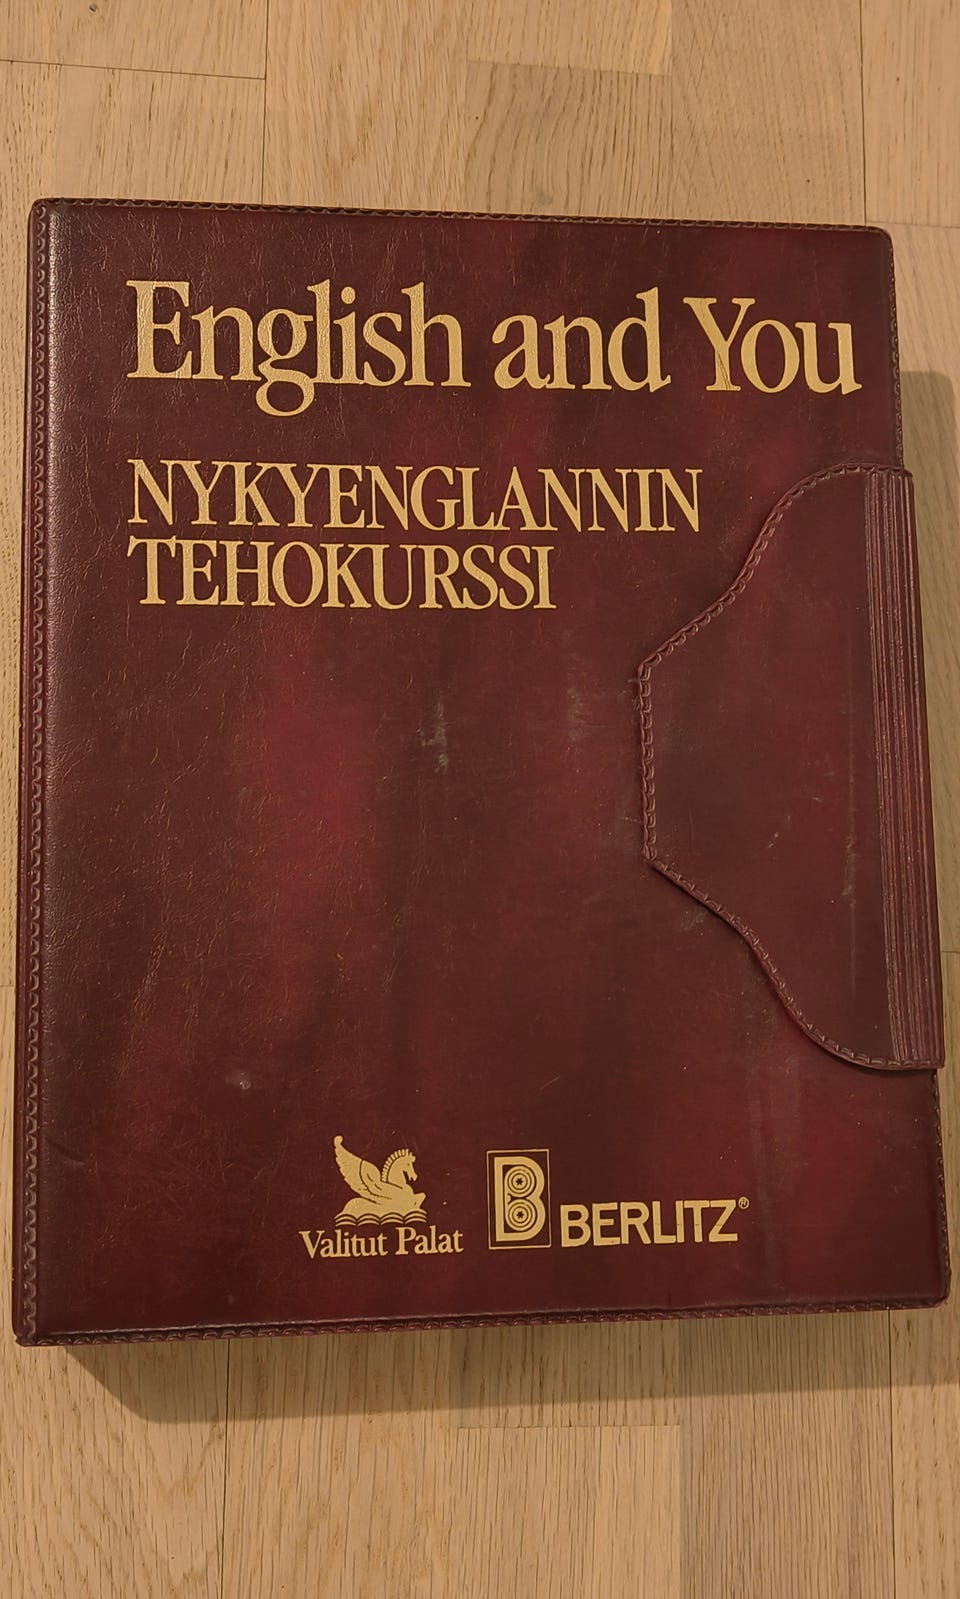 English and You
NYKYENGLANNIN
TEHOKURSSI
Valitut Palat
B BERLITZ®